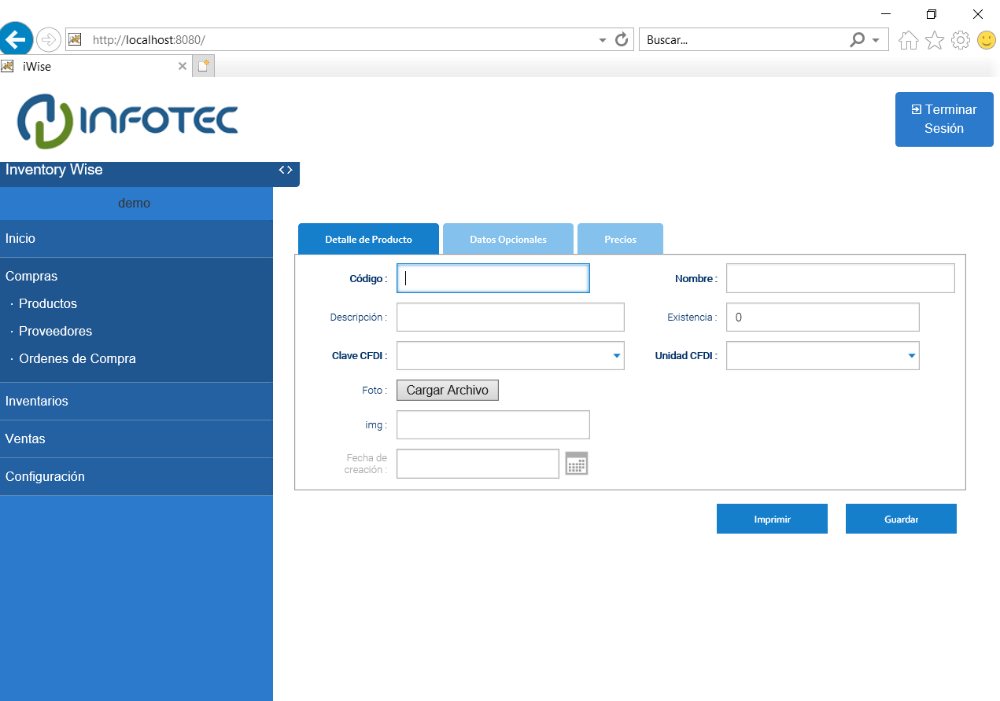 http://localhost:8080/
Buscar...
iWise
INFOTEC
Terminar
Sesión
Inventory Wise
demo
Inicio
Compras
· Productos
· Proveedores
· Ordenes de Compra
Inventarios
Ventas
Configuración
Detalle de Producto
Datos Opcionales
Precios
Código :
Nombre :
Descripción :
Existencia : 0
Clave CFDI :
Unidad CFDI :
Foto : Cargar Archivo
img :
Fecha de
creación :
Imprimir
Guardar